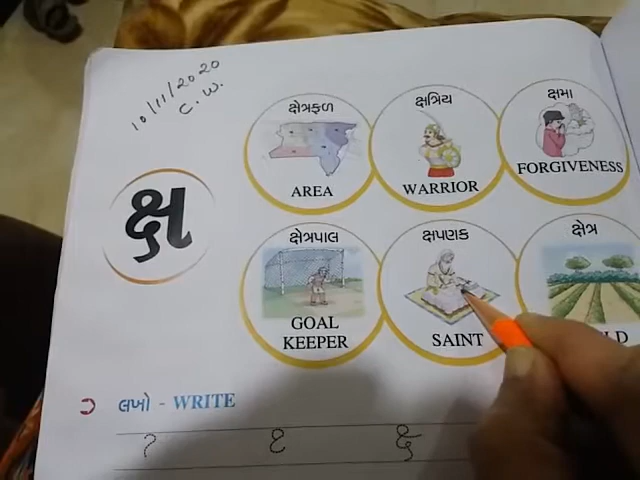 10/11/2020
C. W.
ક્ષ
ક્ષેત્રફળ
AREA
ક્ષત્રિય
WARRIOR
ક્ષમા
FORGIVENESS
ક્ષેત્રપાલ
GOAL
KEEPER
ક્ષપણક
SAINT
ક્ષેત્ર
લખો - WRITE